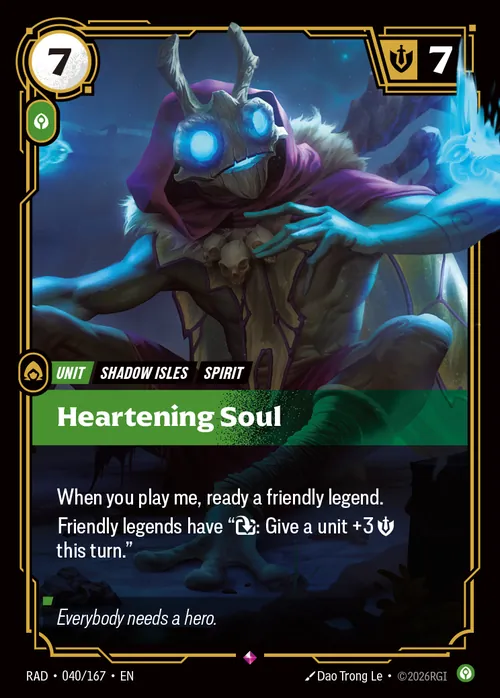 7
7
UNIT SHADOW ISLES SPIRIT
Heartening Soul
When you play me, ready a friendly legend.
Friendly legends have “: Give a unit +3
this turn.”
Everybody needs a hero.
RAD • 040/167 • EN Dao Trong Le • ©2026RGI